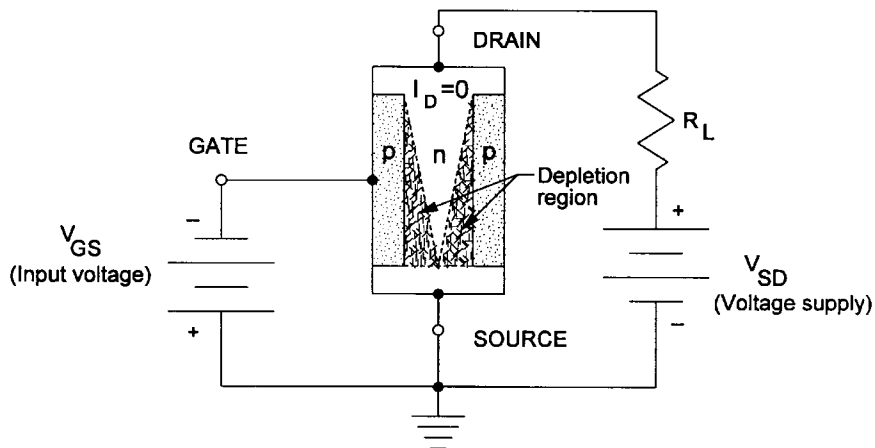 DRAIN
I_D=0
R_L
GATE
p
n
p
Depletion
region
–
+
V_GS
(Input voltage)
V_SD
(Voltage supply)
+
–
SOURCE